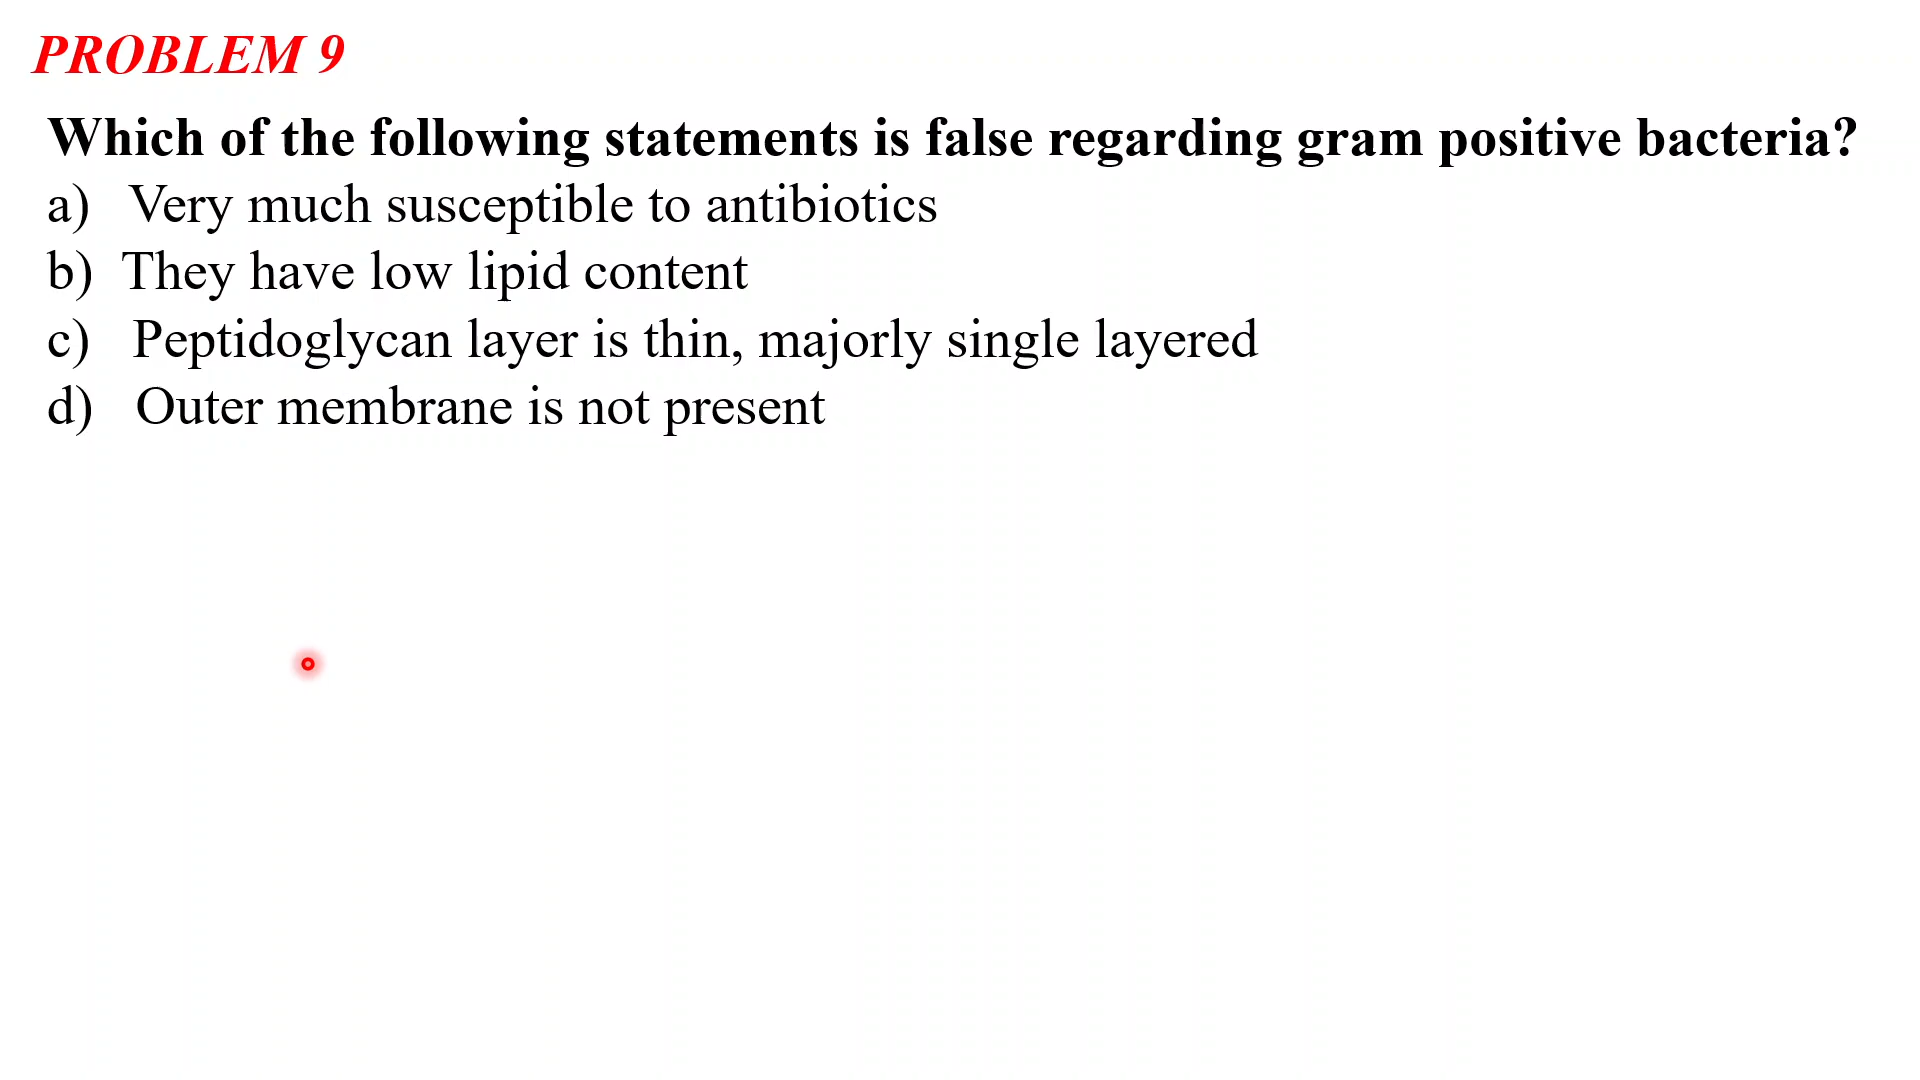 PROBLEM 9
Which of the following statements is false regarding gram positive bacteria?
a) Very much susceptible to antibiotics
b) They have low lipid content
c) Peptidoglycan layer is thin, majorly single layered
d) Outer membrane is not present